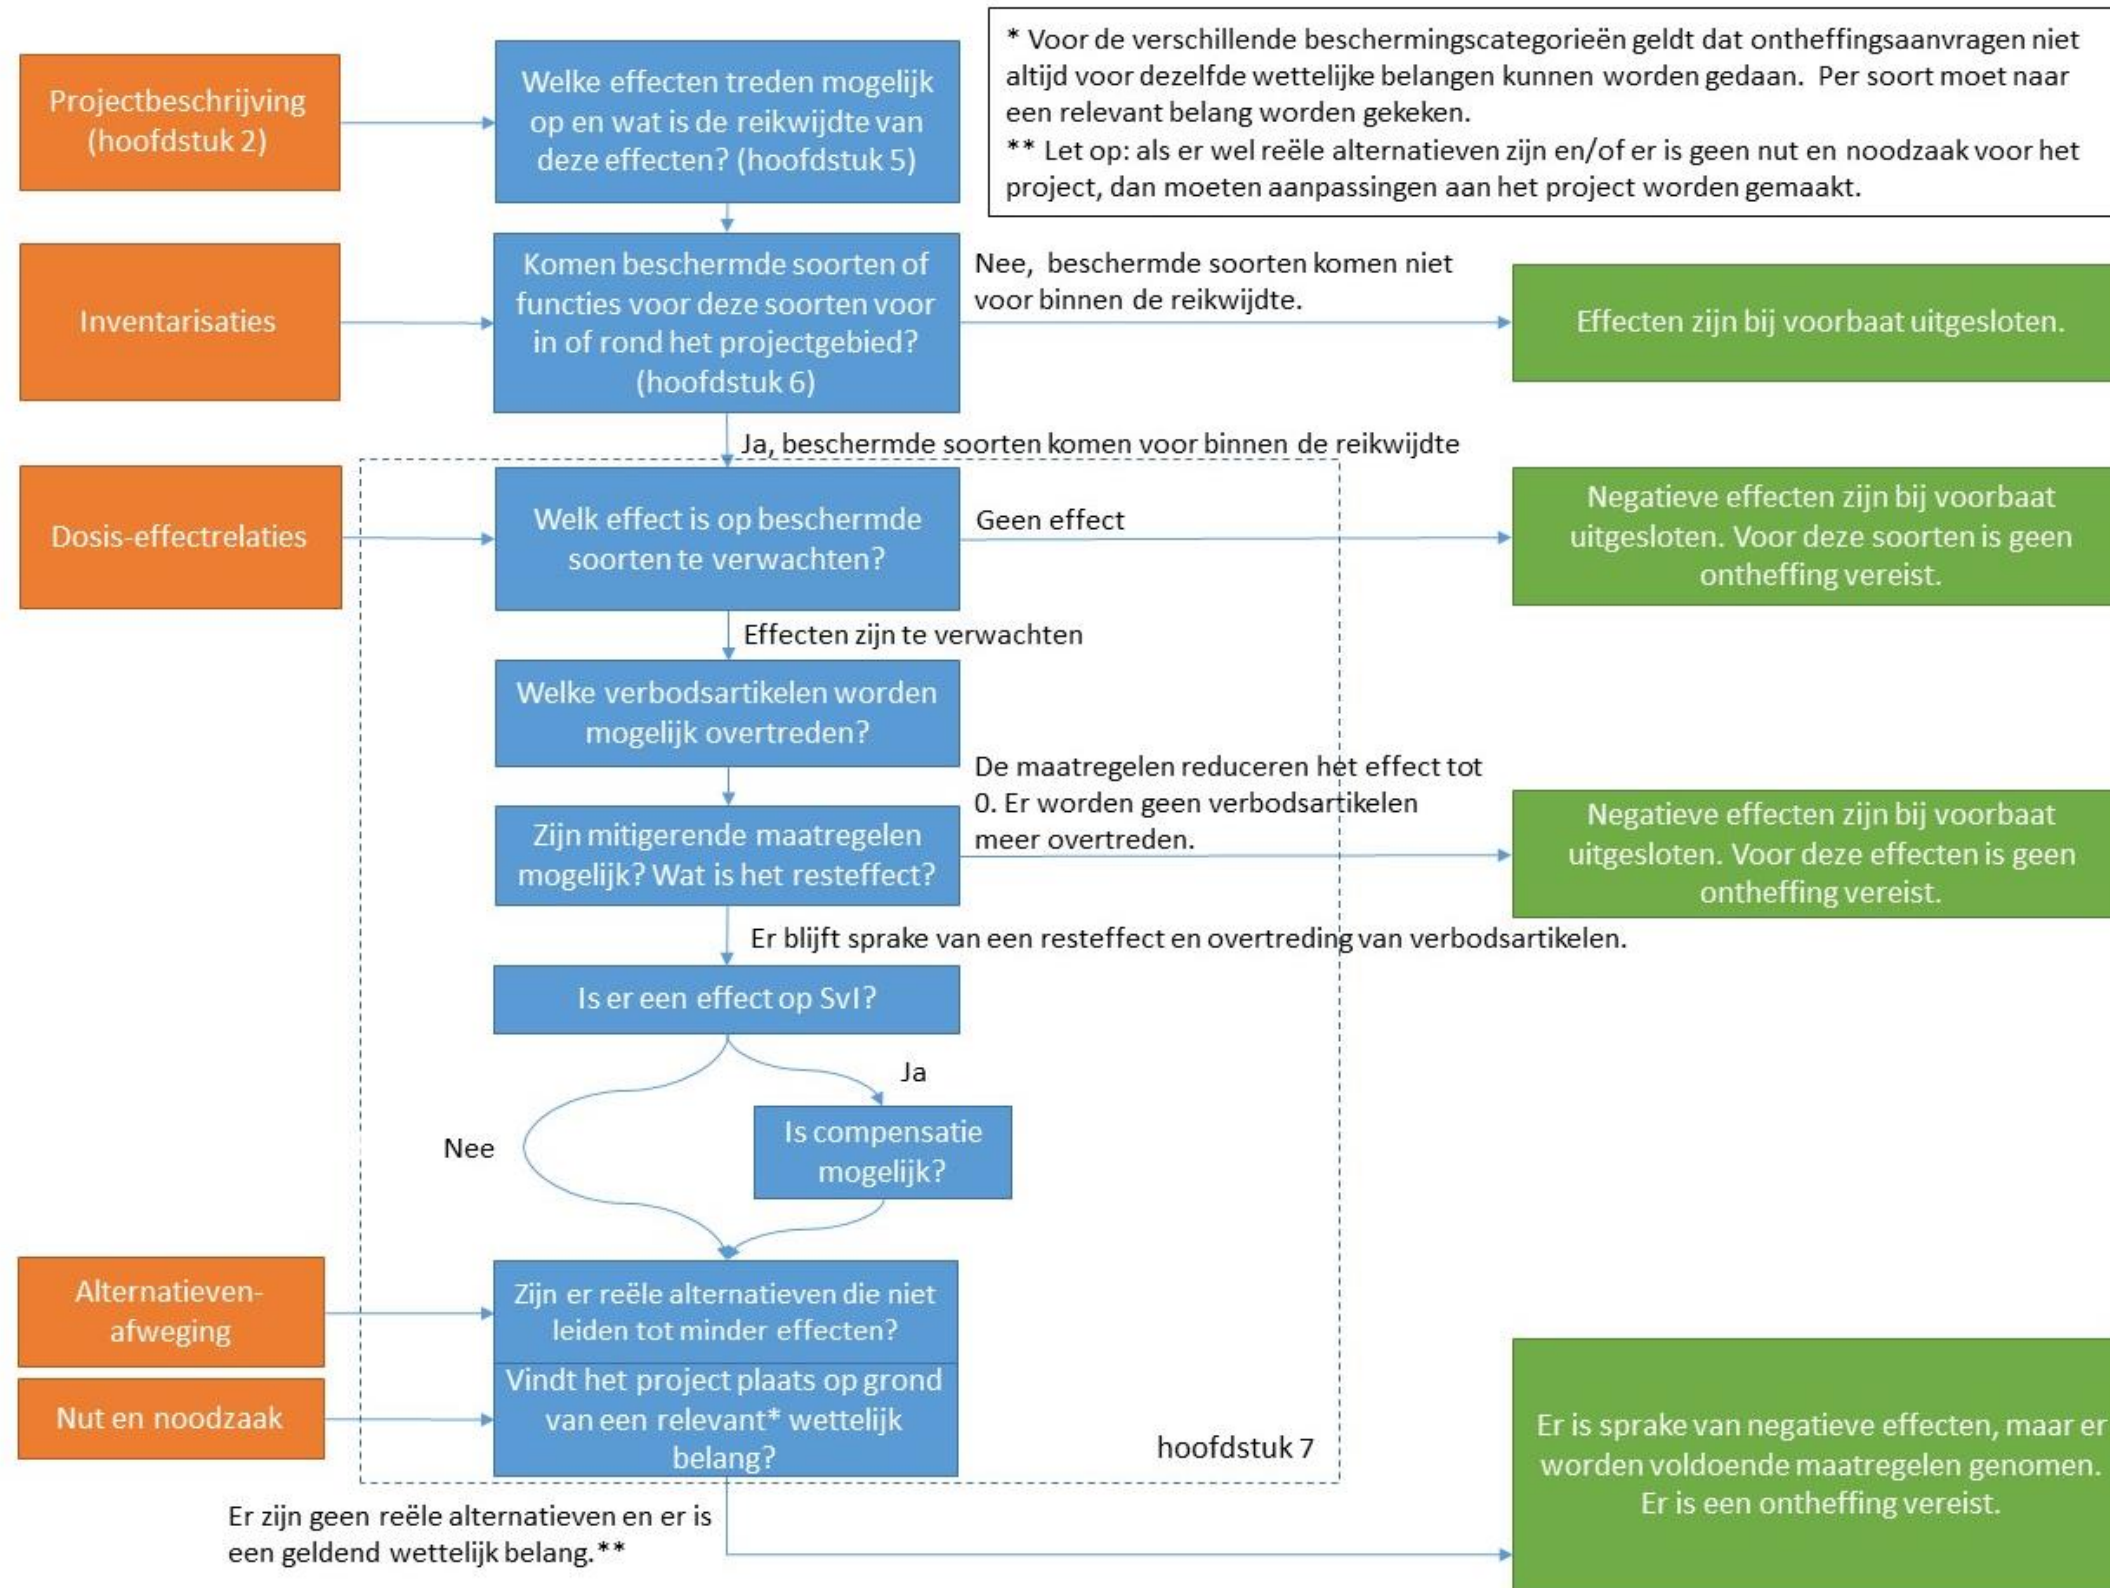 * Voor de verschillende beschermingscategorieën geldt dat ontheffingsaanvragen niet
altijd voor dezelfde wettelijke belangen kunnen worden gedaan. Per soort moet naar
een relevant belang worden gekeken.
** Let op: als er wel reële alternatieven zijn en/of er is geen nut en noodzaak voor het
project, dan moeten aanpassingen aan het project worden gemaakt.
Projectbeschrijving
(hoofdstuk 2)
Welke effecten treden mogelijk
op en wat is de reikwijdte van
deze effecten? (hoofdstuk 5)
Inventarisaties
Komen beschermde soorten of
functies voor deze soorten voor
in of rond het projectgebied?
(hoofdstuk 6)
Nee, beschermde soorten komen niet
voor binnen de reikwijdte.
Effecten zijn bij voorbaat uitgesloten.
Ja, beschermde soorten komen voor binnen de reikwijdte
Dosis-effectrelaties
Welk effect is op beschermde
soorten te verwachten?
Geen effect
Negatieve effecten zijn bij voorbaat
uitgesloten. Voor deze soorten is geen
ontheffing vereist.
Effecten zijn te verwachten
Welke verbodsartikelen worden
mogelijk overtreden?
De maatregelen reduceren het effect tot
0. Er worden geen verbodsartikelen
meer overtreden.
Zijn mitigerende maatregelen
mogelijk? Wat is het resteffect?
Negatieve effecten zijn bij voorbaat
uitgesloten. Voor deze effecten is geen
ontheffing vereist.
Er blijft sprake van een resteffect en overtreding van verbodsartikelen.
Is er een effect op SvI?
Ja
Nee
Is compensatie
mogelijk?
Alternatieven-
afweging
Zijn er reële alternatieven die niet
leiden tot minder effecten?
Nut en noodzaak
Vindt het project plaats op grond
van een relevant* wettelijk
belang?
hoofdstuk 7
Er zijn geen reële alternatieven en er is
een geldend wettelijk belang.**
Er is sprake van negatieve effecten, maar er
worden voldoende maatregelen genomen.
Er is een ontheffing vereist.